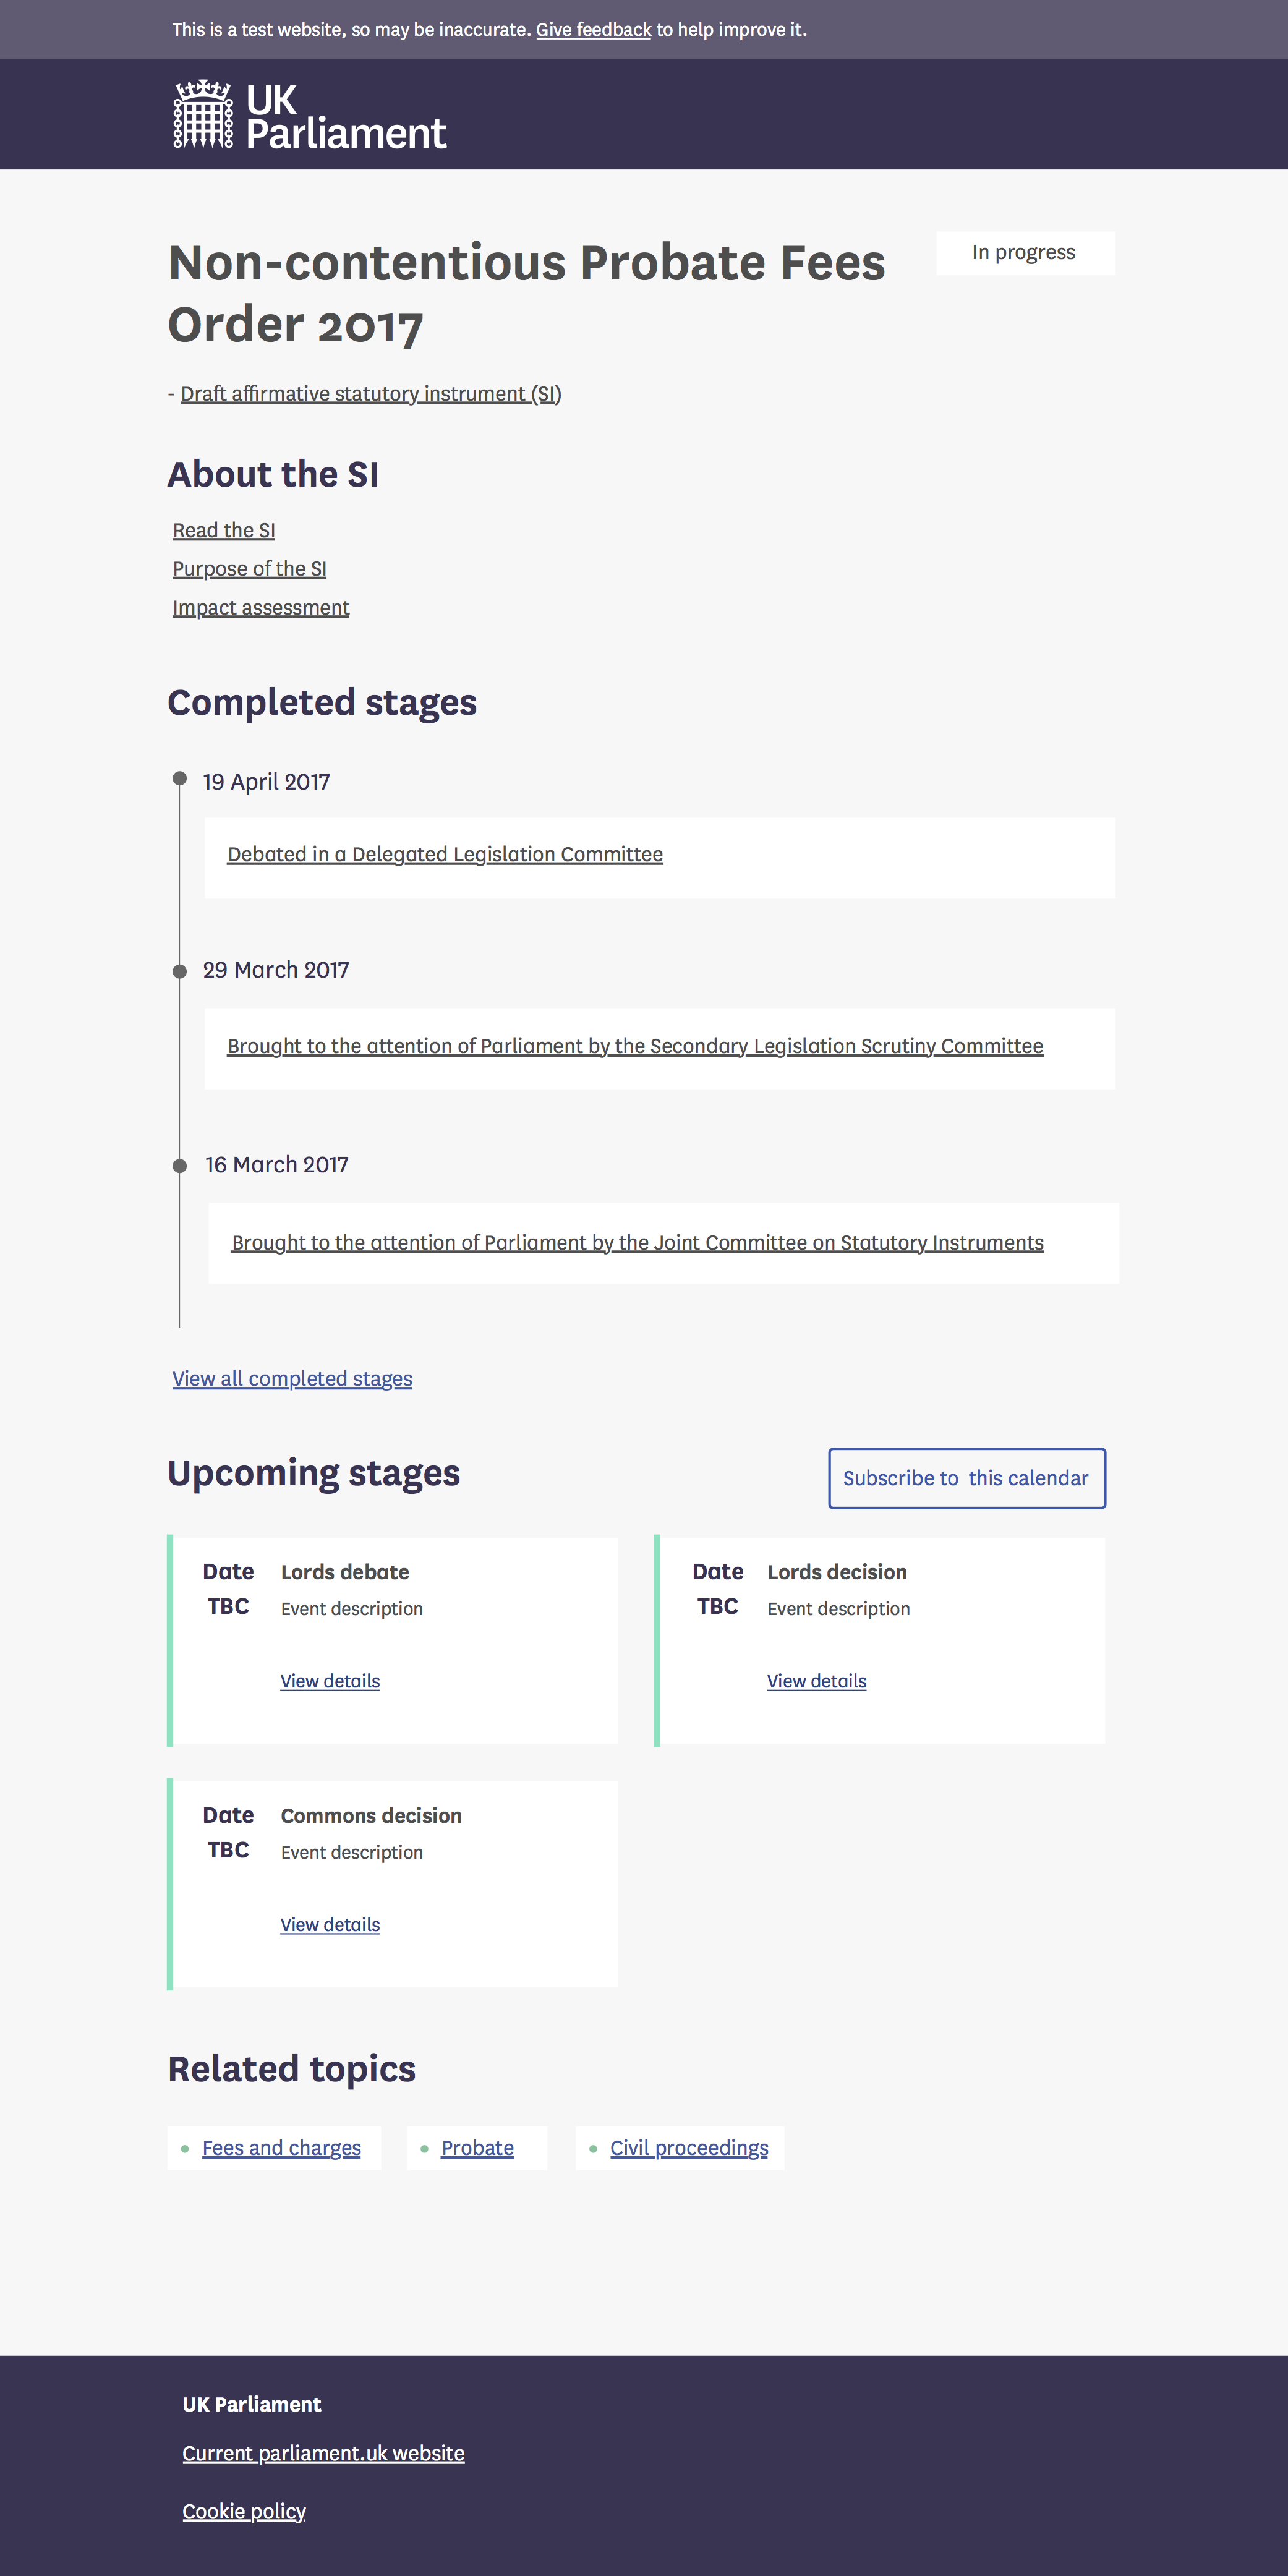 This is a test website, so may be inaccurate. Give feedback to help improve it.
UK
Parliament
Non-contentious Probate Fees
Order 2017
In progress
- Draft affirmative statutory instrument (SI)
About the SI
Read the SI
Purpose of the SI
Impact assessment
Completed stages
19 April 2017
Debated in a Delegated Legislation Committee
29 March 2017
Brought to the attention of Parliament by the Secondary Legislation Scrutiny Committee
16 March 2017
Brought to the attention of Parliament by the Joint Committee on Statutory Instruments
View all completed stages
Upcoming stages
Subscribe to  this calendar
Date
TBC
Lords debate
Event description
View details
Date
TBC
Lords decision
Event description
View details
Date
TBC
Commons decision
Event description
View details
Related topics
Fees and charges
Probate
Civil proceedings
UK Parliament
Current parliament.uk website
Cookie policy